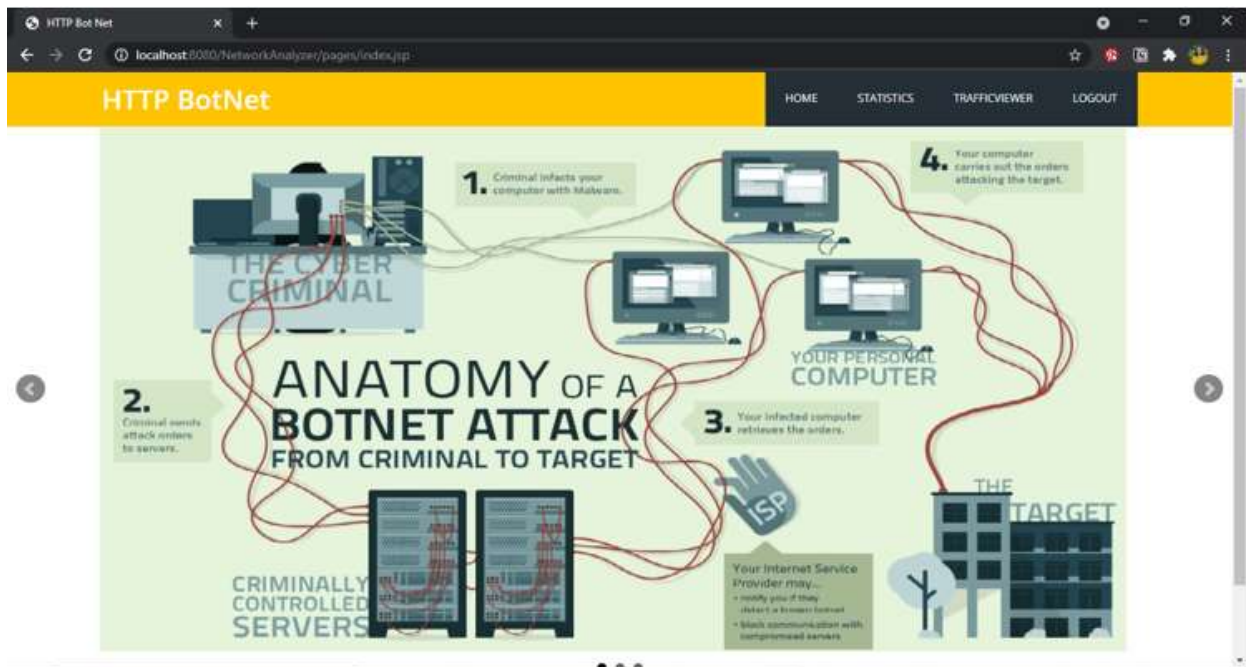 HTTP Bot Net
localhost:8080/NetworkAnalyzer/pages/index.jsp
HTTP BotNet
HOME STATISTICS TRAFFICVIEWER LOGOUT
1. Criminal infects your
computer with Malware.
4. Your computer
carries out the orders
attacking the target.
THE CYBER
CRIMINAL
YOUR PERSONAL
COMPUTER
2.
Criminal sends
attack orders
to servers.
ANATOMY OF A
BOTNET ATTACK
FROM CRIMINAL TO TARGET
3. Your infected computer
retrieves the orders.
ISP
THE
TARGET
CRIMINALLY
CONTROLLED
SERVERS
Your Internet Service
Provider may...
• notify you if they
detect a known botnet
• block communication with
compromised servers